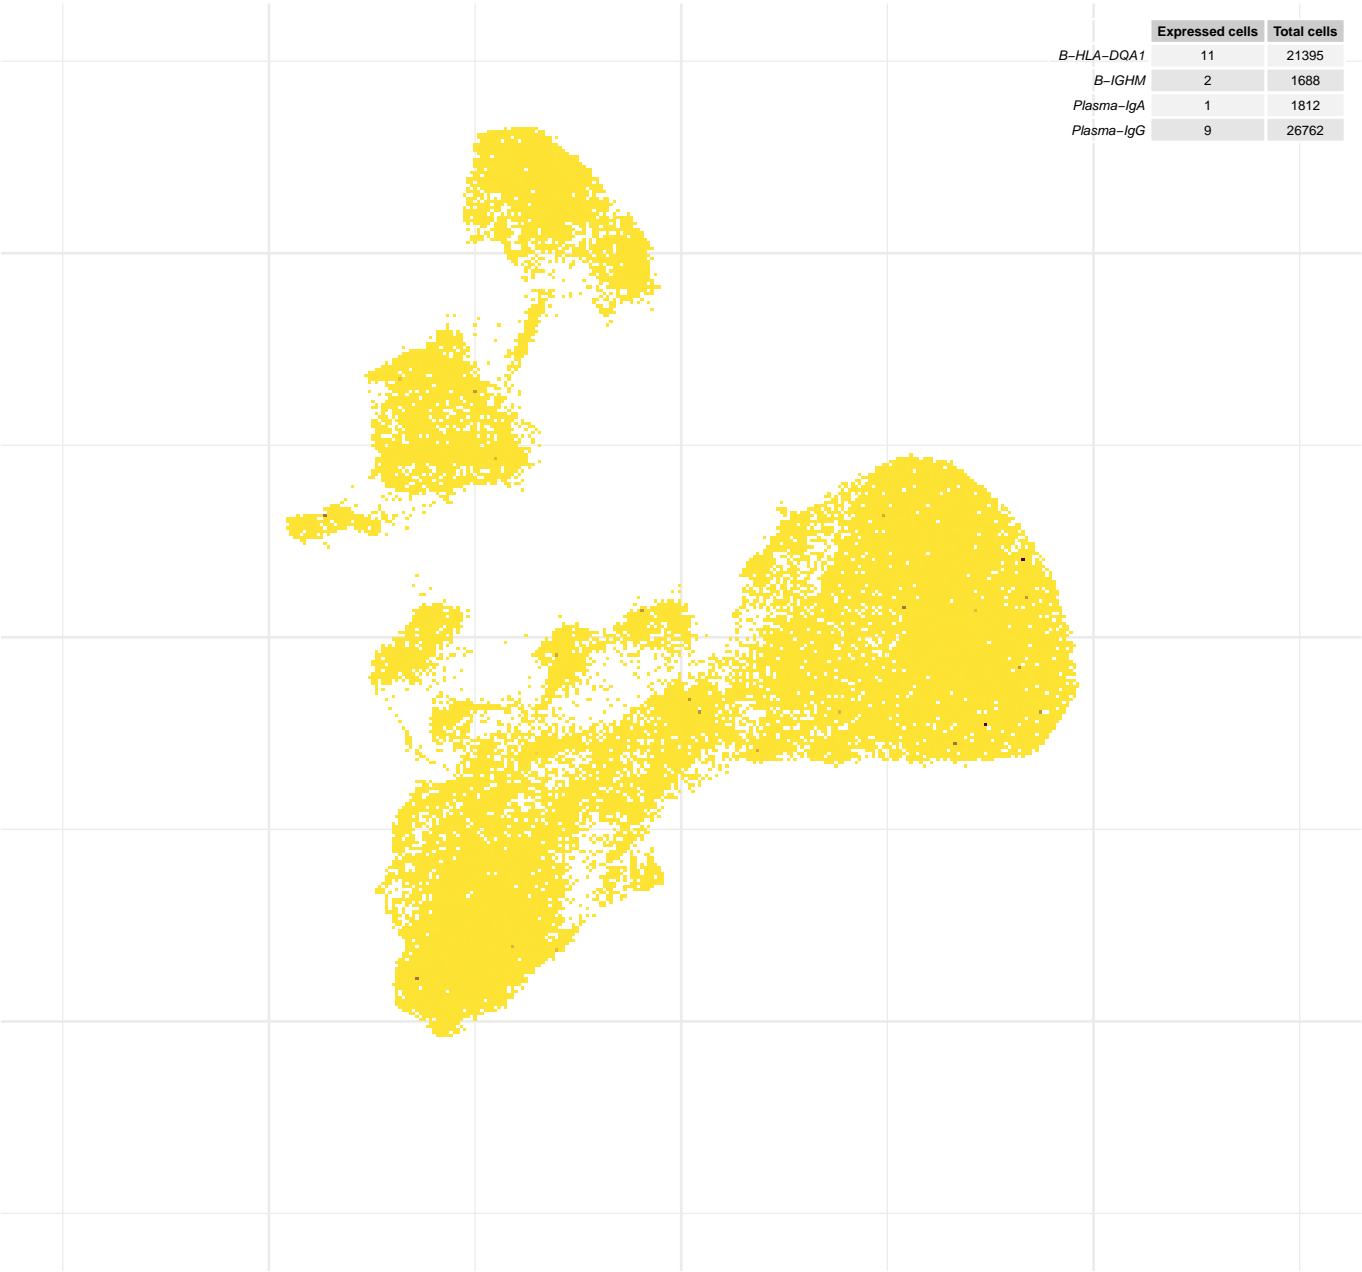 Expressed cells Total cells
B−HLA−DQA1 11 21395
B−IGHM 2 1688
Plasma−IgA 1 1812
Plasma−IgG 9 26762